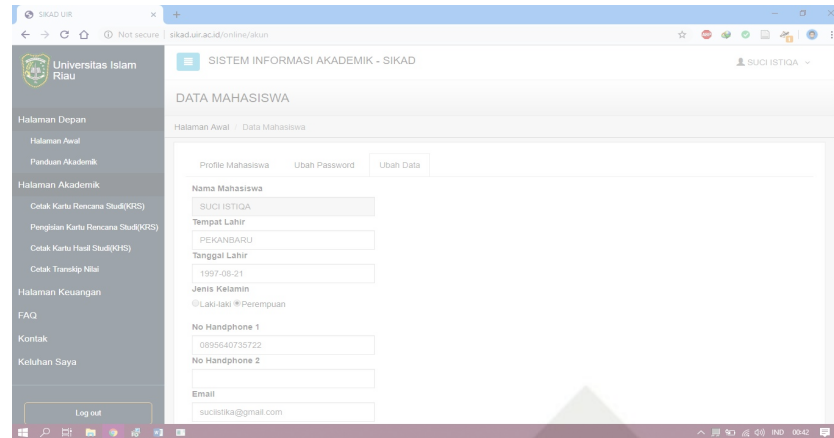 SIKAD UIR
Not secure | sikad.uir.ac.id/online/akun
Universitas Islam
Riau
SISTEM INFORMASI AKADEMIK - SIKAD
SUCI ISTIQA
DATA MAHASISWA
Halaman Awal / Data Mahasiswa
Halaman Depan
Halaman Awal
Panduan Akademik
Halaman Akademik
Cetak Kartu Rencana Studi(KRS)
Pengisian Kartu Rencana Studi(KRS)
Cetak Kartu Hasil Studi(KHS)
Cetak Transkip Nilai
Halaman Keuangan
FAQ
Kontak
Keluhan Saya
Log out
Profile Mahasiswa Ubah Password Ubah Data
Nama Mahasiswa
SUCI ISTIQA
Tempat Lahir
PEKANBARU
Tanggal Lahir
1997-08-21
Jenis Kelamin
Laki-laki Perempuan
No Handphone 1
0895640735722
No Handphone 2
Email
suciistika@gmail.com
IND 00:42